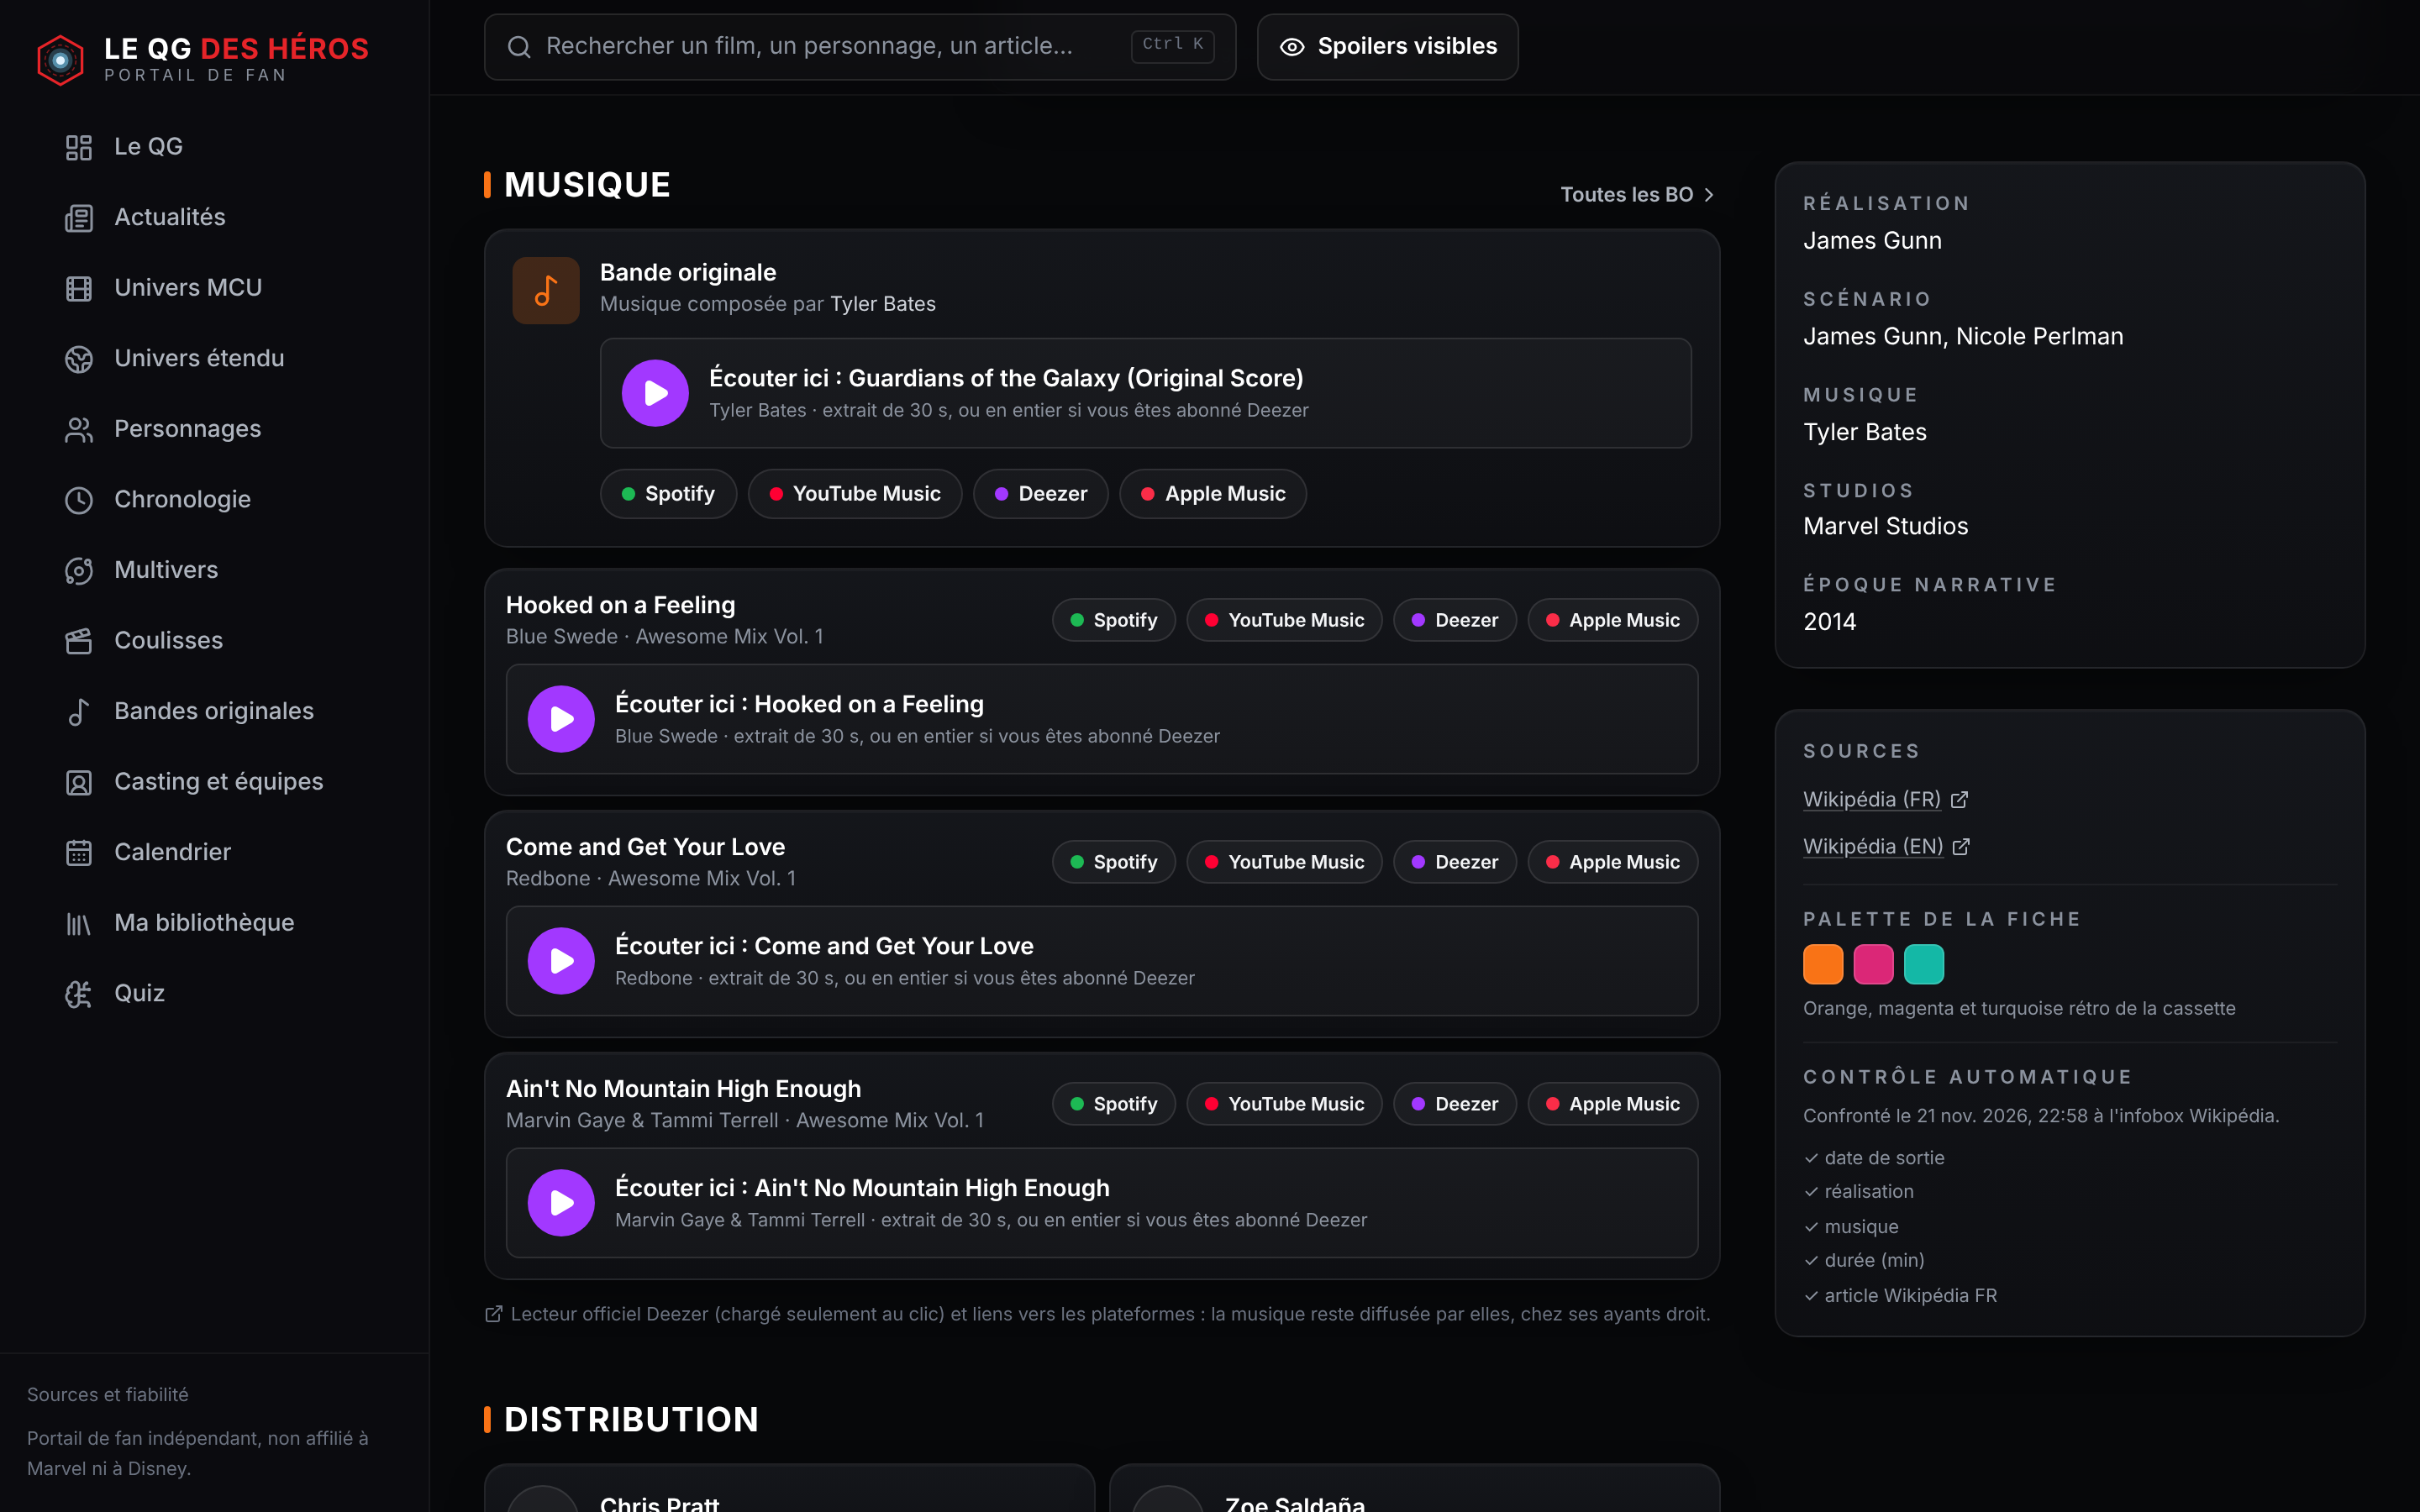 LE QG DES HÉROS
PORTAIL DE FAN
Le QG
Actualités
Univers MCU
Univers étendu
Personnages
Chronologie
Multivers
Coulisses
Bandes originales
Casting et équipes
Calendrier
Ma bibliothèque
Quiz
Sources et fiabilité
Portail de fan indépendant, non affilié à
Marvel ni à Disney.
Rechercher un film, un personnage, un article...
Ctrl K
Spoilers visibles
MUSIQUE
Toutes les BO
Bande originale
Musique composée par Tyler Bates
Écouter ici : Guardians of the Galaxy (Original Score)
Tyler Bates · extrait de 30 s, ou en entier si vous êtes abonné Deezer
Spotify
YouTube Music
Deezer
Apple Music
Hooked on a Feeling
Blue Swede · Awesome Mix Vol. 1
Spotify
YouTube Music
Deezer
Apple Music
Écouter ici : Hooked on a Feeling
Blue Swede · extrait de 30 s, ou en entier si vous êtes abonné Deezer
Come and Get Your Love
Redbone · Awesome Mix Vol. 1
Spotify
YouTube Music
Deezer
Apple Music
Écouter ici : Come and Get Your Love
Redbone · extrait de 30 s, ou en entier si vous êtes abonné Deezer
Ain't No Mountain High Enough
Marvin Gaye & Tammi Terrell · Awesome Mix Vol. 1
Spotify
YouTube Music
Deezer
Apple Music
Écouter ici : Ain't No Mountain High Enough
Marvin Gaye & Tammi Terrell · extrait de 30 s, ou en entier si vous êtes abonné Deezer
Lecteur officiel Deezer (chargé seulement au clic) et liens vers les plateformes : la musique reste diffusée par elles, chez ses ayants droit.
DISTRIBUTION
Chris Pratt
Zoe Saldaña
RÉALISATION
James Gunn
SCÉNARIO
James Gunn, Nicole Perlman
MUSIQUE
Tyler Bates
STUDIOS
Marvel Studios
ÉPOQUE NARRATIVE
2014
SOURCES
Wikipédia (FR)
Wikipédia (EN)
PALETTE DE LA FICHE
Orange, magenta et turquoise rétro de la cassette
CONTRÔLE AUTOMATIQUE
Confronté le 21 nov. 2026, 22:58 à l'infobox Wikipédia.
✓ date de sortie
✓ réalisation
✓ musique
✓ durée (min)
✓ article Wikipédia FR